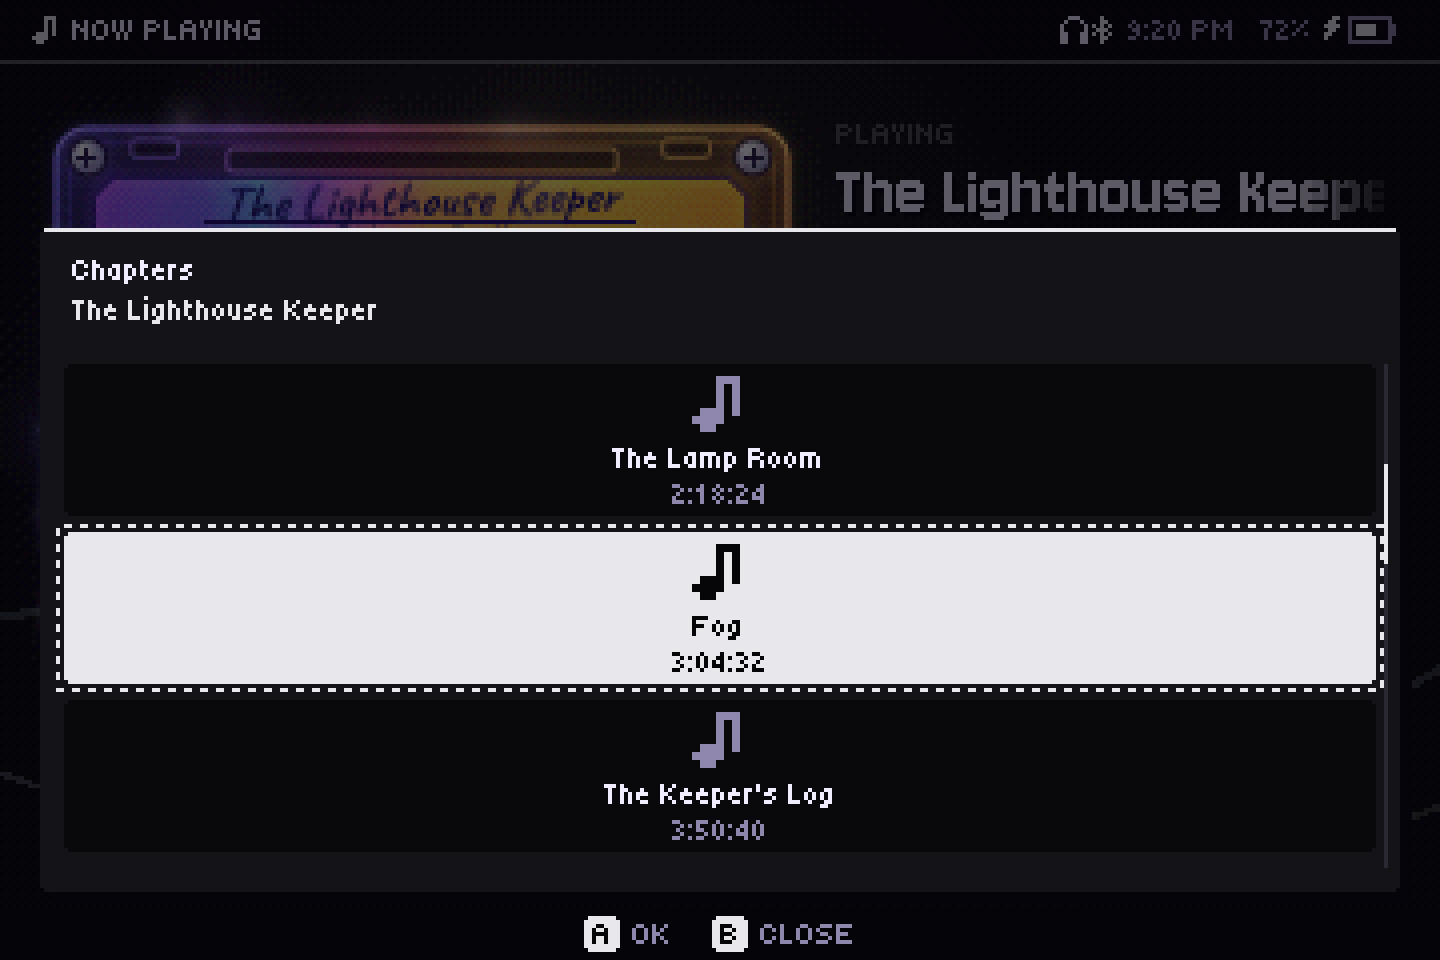 NOW PLAYING
9:20 PM 72%
The Lighthouse Keeper
PLAYING
The Lighthouse Keepe
Chapters
The Lighthouse Keeper
The Lamp Room
2:18:24
Fog
3:04:32
The Keeper's Log
3:50:40
A OK B CLOSE